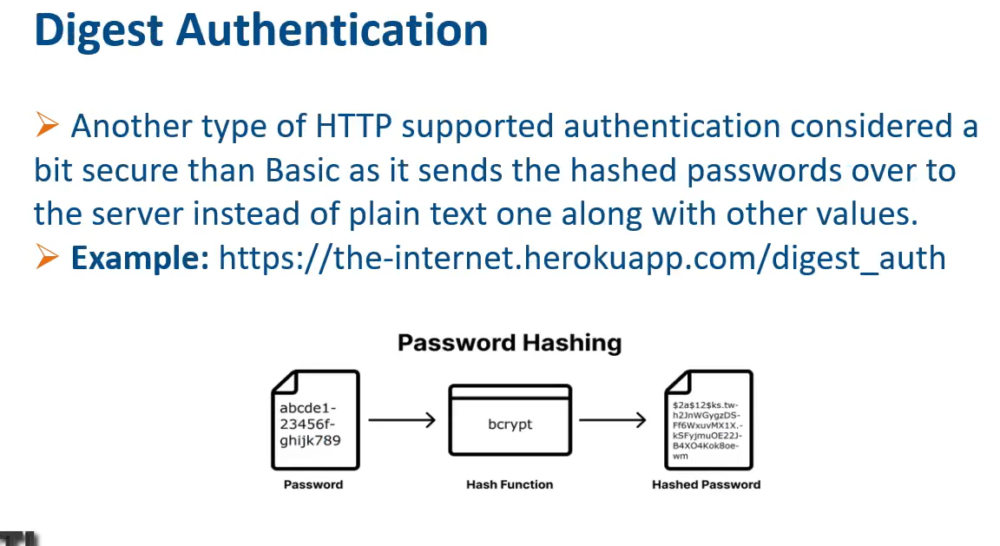 Digest Authentication
➢ Another type of HTTP supported authentication considered a
bit secure than Basic as it sends the hashed passwords over to
the server instead of plain text one along with other values.
➢ Example: https://the-internet.herokuapp.com/digest_auth
Password Hashing
abcde1-
23456f-
ghijk789
bcrypt
$2a$12$ks.tw-
h2JnWGygzDS-
Ff6WxuvMX1X.-
kSFyjmuOE22J-
B4XO4Kok8oe-
wm
Password
Hash Function
Hashed Password